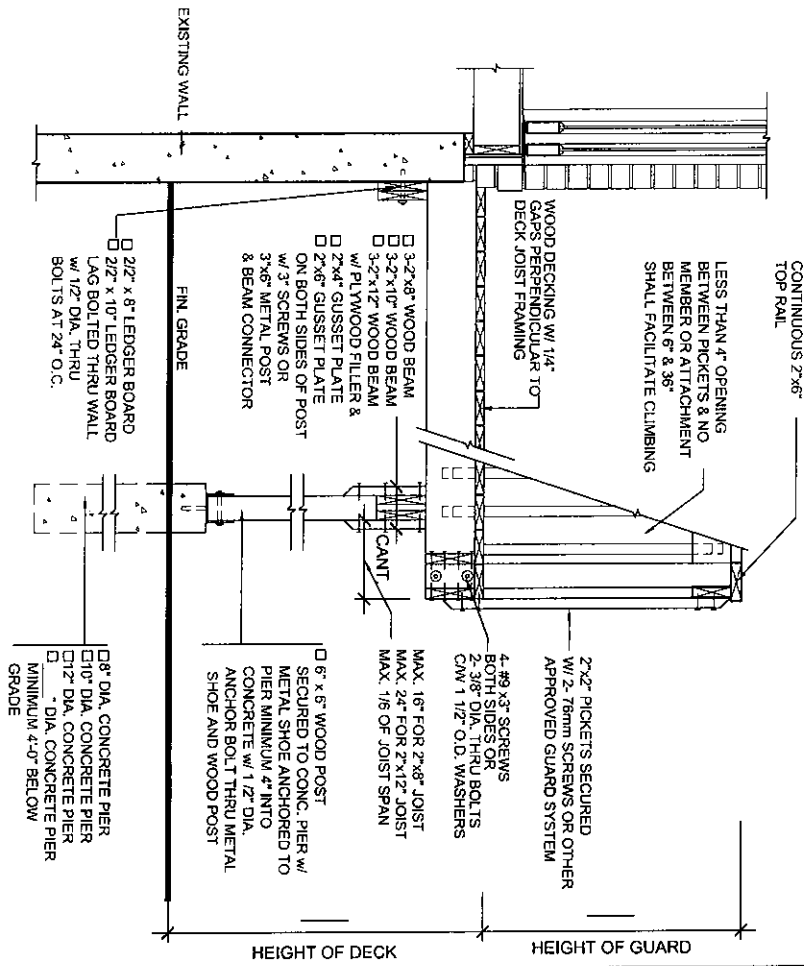 CONTINUOUS 2"x6"
TOP RAIL
LESS THAN 4" OPENING
BETWEEN PICKETS & NO
MEMBER OR ATTACHMENT
BETWEEN 6" & 36"
SHALL FACILITATE CLIMBING
WOOD DECKING W/ 1/4"
GAPS PERPENDICULAR TO
DECK JOIST FRAMING
☐ 3-2"x8" WOOD BEAM
☐ 3-2"x10" WOOD BEAM
☐ 3-2"x12" WOOD BEAM
w/ PLYWOOD FILLER &
☐ 2"x4" GUSSET PLATE
☐ 2"x6" GUSSET PLATE
ON BOTH SIDES OF POST
w/ 3" SCREWS OR
3"x6" METAL POST
& BEAM CONNECTOR
EXISTING WALL
FIN. GRADE
☐ 2/2" x 8" LEDGER BOARD
☐ 2/2" x 10" LEDGER BOARD
LAG BOLTED THRU WALL
w/ 1/2" DIA. THRU
BOLTS AT 24" O.C.
CANT
2"x2" PICKETS SECURED
W/ 2- 76mm SCREWS OR OTHER
APPROVED GUARD SYSTEM
4- #9 x3" SCREWS
BOTH SIDES OR
2- 3/8" DIA. THRU BOLTS
C/W 1 1/2" O.D. WASHERS
MAX. 16" FOR 2"x8" JOIST
MAX. 24" FOR 2"x12" JOIST
MAX. 1/6 OF JOIST SPAN
☐ 6" x 6" WOOD POST
SECURED TO CONC. PIER w/
METAL SHOE ANCHORED TO
PIER MINIMUM 4" INTO
CONCRETE w/ 1/2" DIA.
ANCHOR BOLT THRU METAL
SHOE AND WOOD POST
☐ 8" DIA. CONCRETE PIER
☐ 10" DIA. CONCRETE PIER
☐ 12" DIA. CONCRETE PIER
☐ ___ " DIA. CONCRETE PIER
MINIMUM 4'-0" BELOW
GRADE
HEIGHT OF GUARD
HEIGHT OF DECK